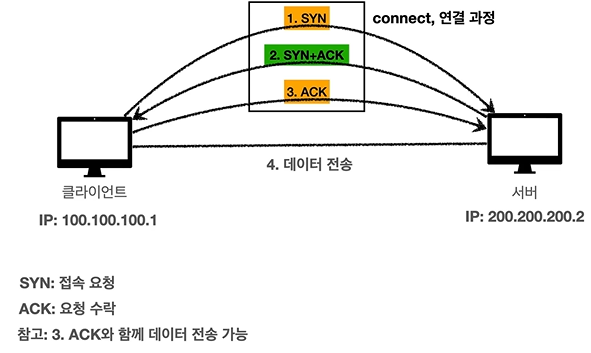 1. SYN
connect, 연결 과정
2. SYN+ACK
3. ACK
4. 데이터 전송
클라이언트
서버
IP: 100.100.100.1
IP: 200.200.200.2
SYN: 접속 요청
ACK: 요청 수락
참고: 3. ACK와 함께 데이터 전송 가능